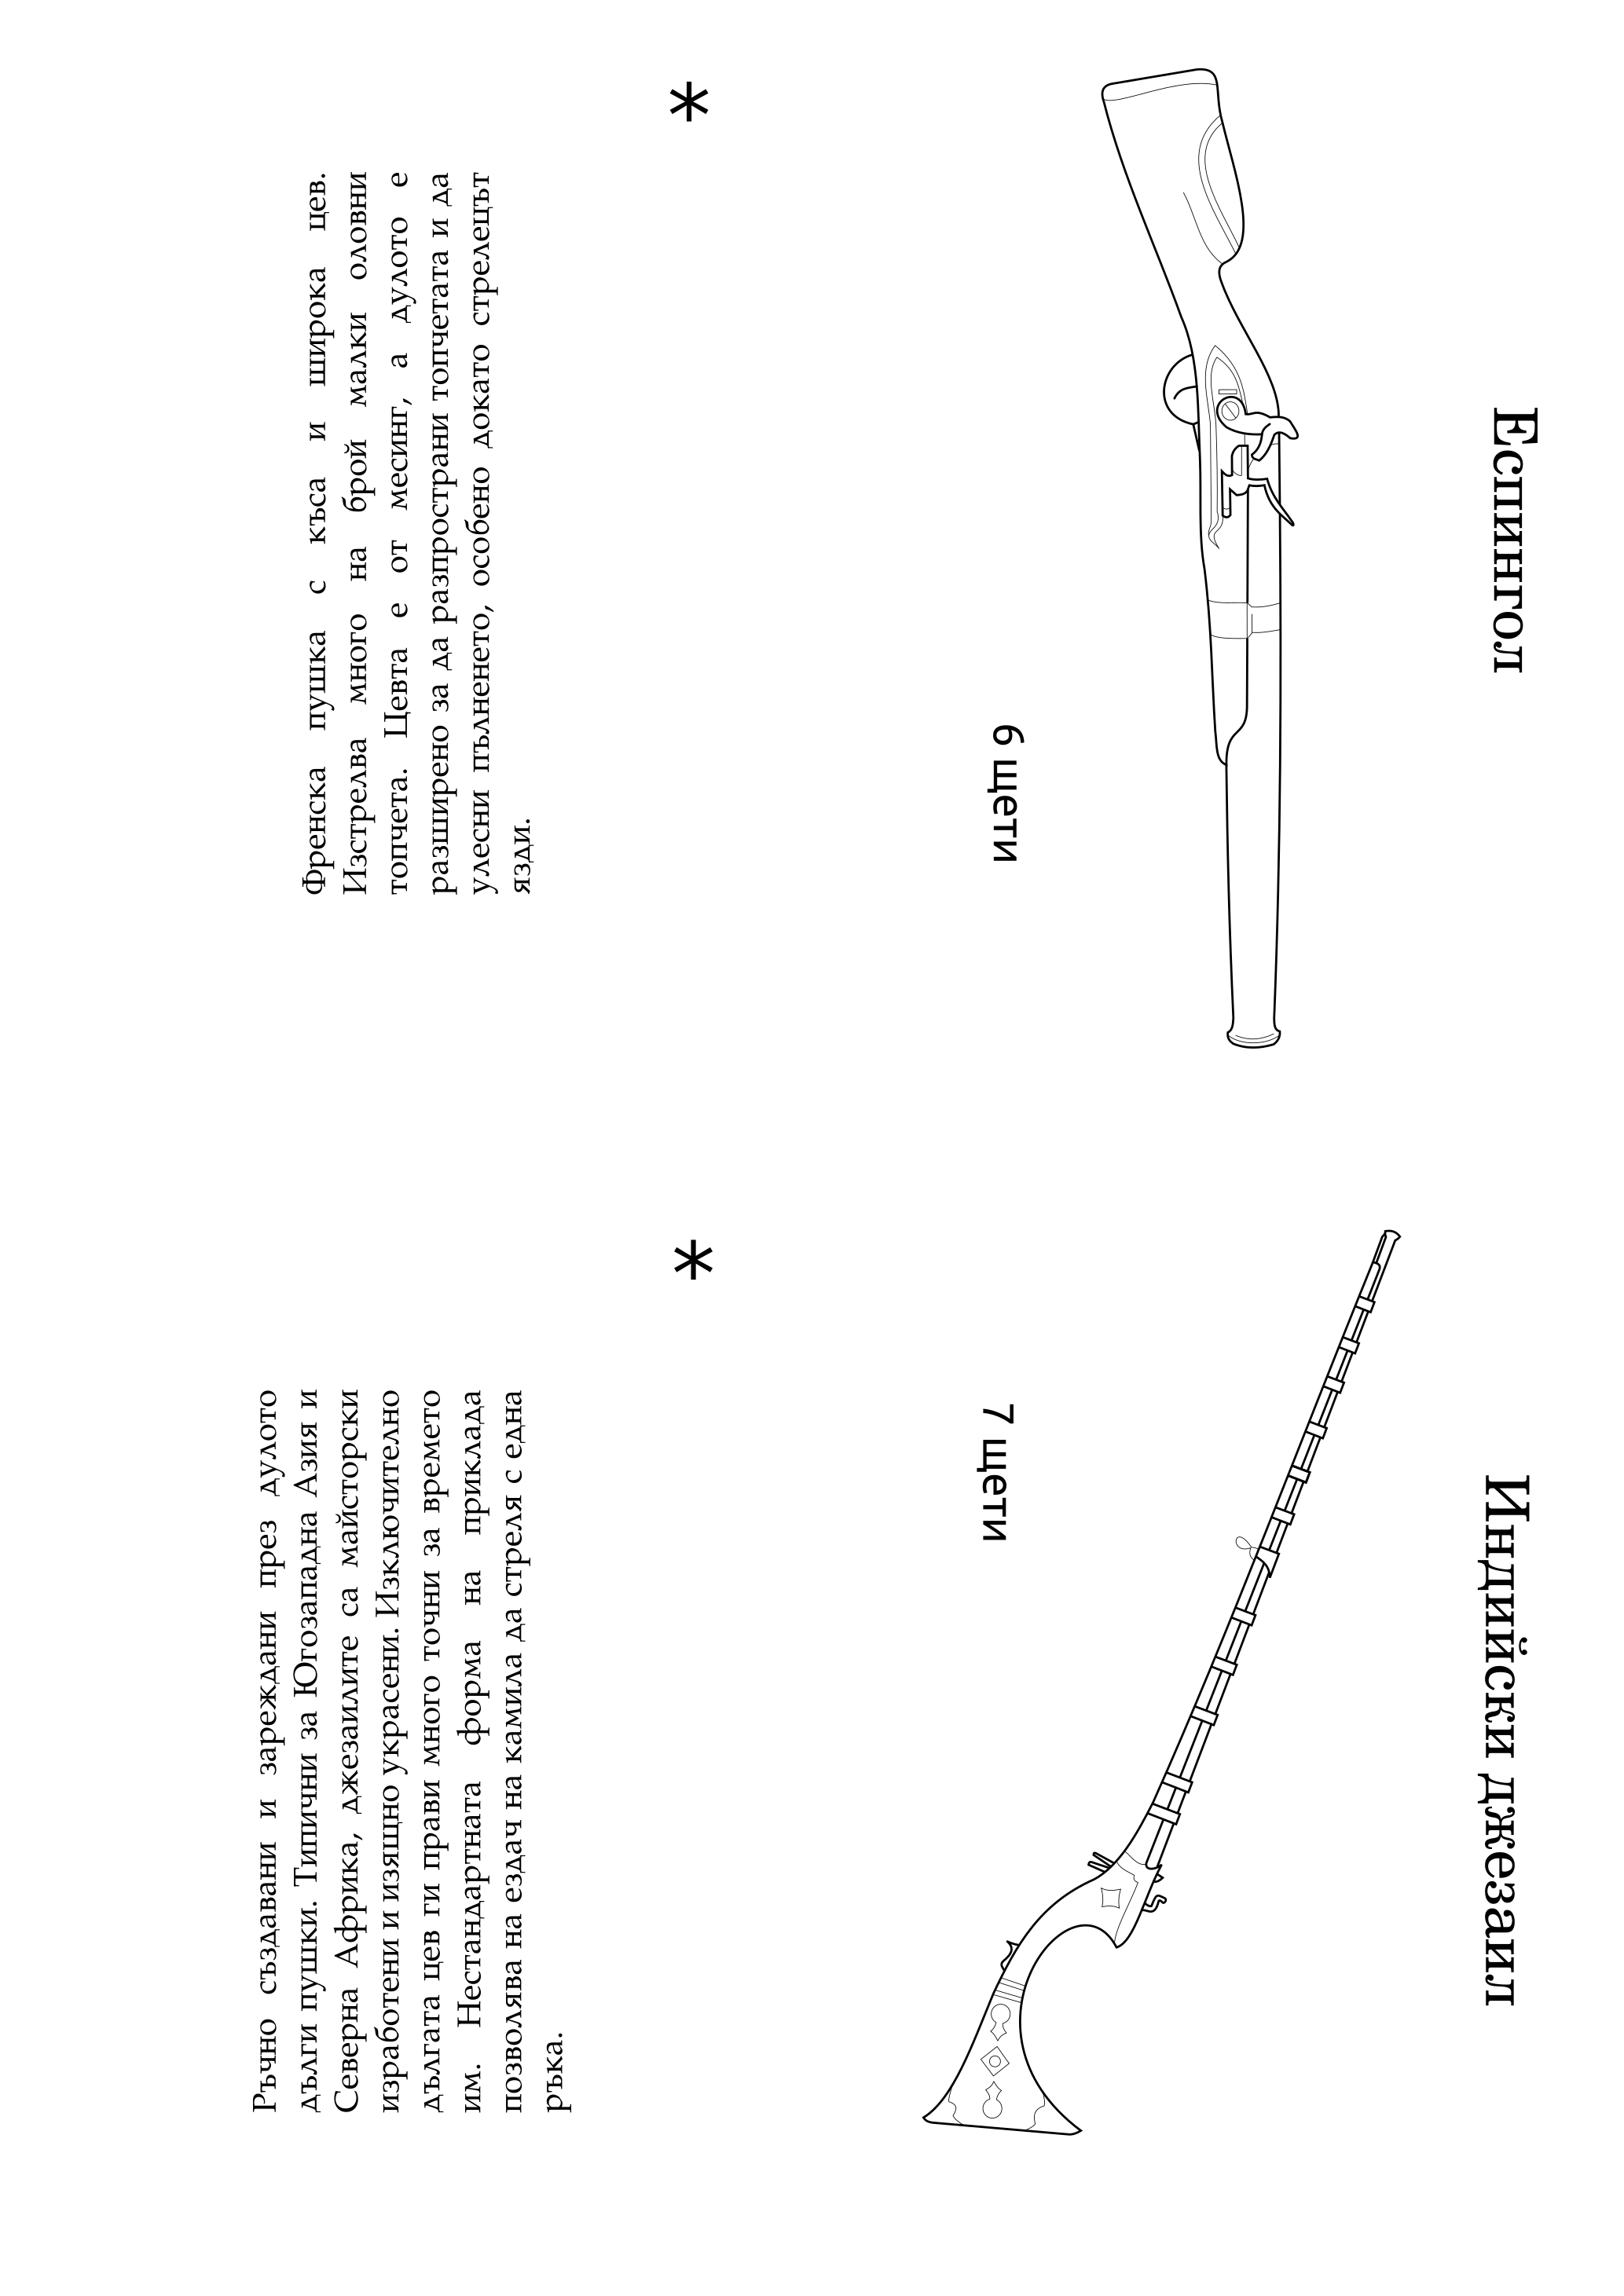 Еспингол
6 щети
*
Френска пушка с къса и широка цев.
Изстрелва много на брой малки оловни
топчета. Цевта е от месинг, а дулото е
разширено за да разпространи топчетата и да
улесни пълненето, особено докато стрелецът
язди.
Индийски джезаил
7 щети
*
Ръчно създавани и зареждани през дулото
дълги пушки. Типични за Югозападна Азия и
Северна Африка, джезаилите са майсторски
изработени и изящно украсени. Изключително
дългата цев ги прави много точни за времето
им. Нестандартната форма на приклада
позволява на ездач на камила да стреля с една
ръка.